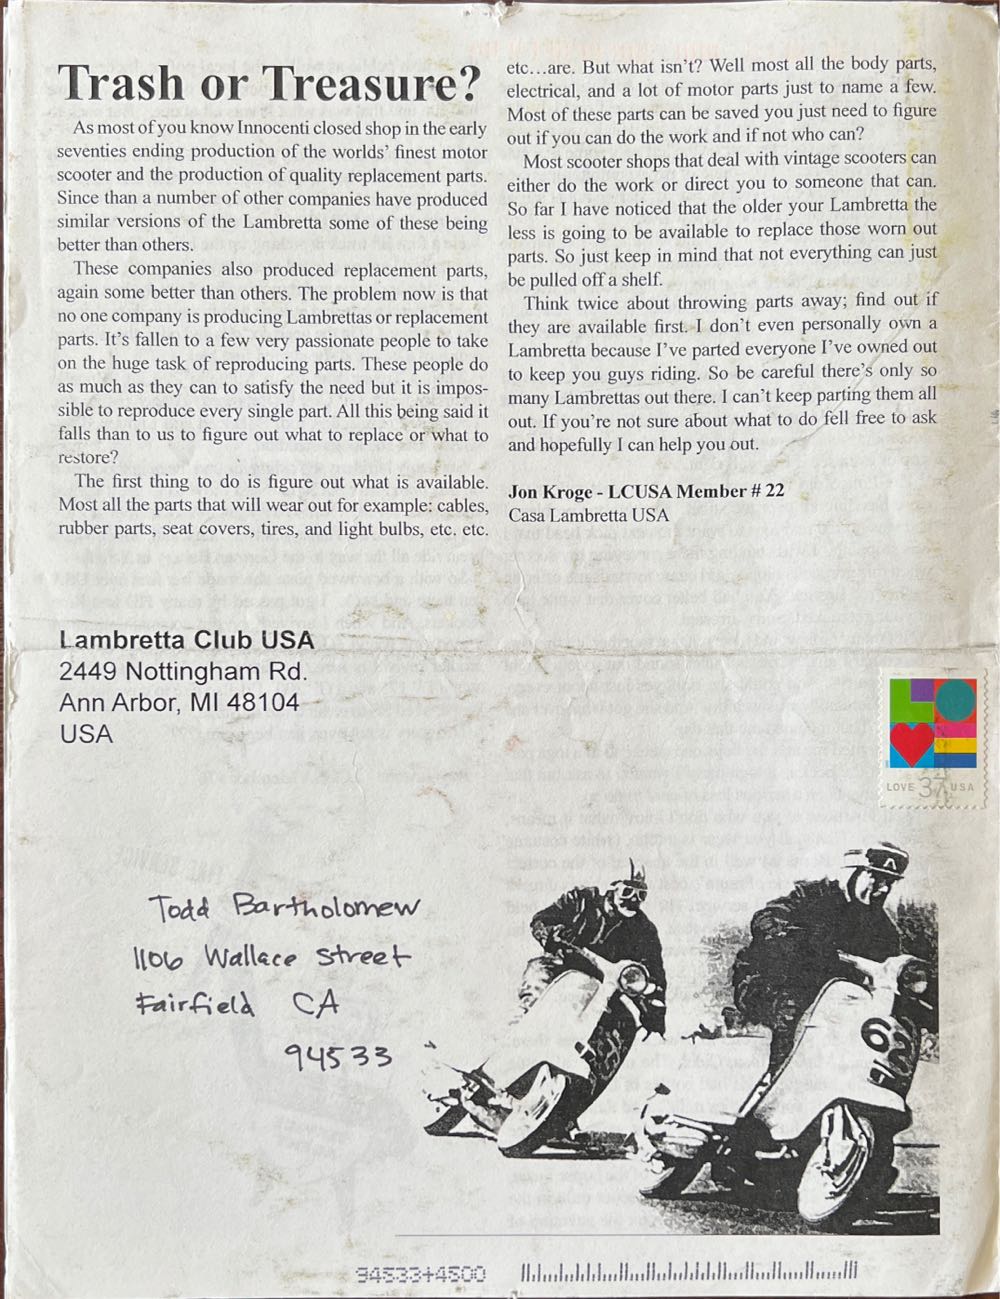 Trash or Treasure?
As most of you know Innocenti closed shop in the early
seventies ending production of the worlds' finest motor
scooter and the production of quality replacement parts.
Since than a number of other companies have produced
similar versions of the Lambretta some of these being
better than others.
These companies also produced replacement parts,
again some better than others. The problem now is that
no one company is producing Lambrettas or replacement
parts. It's fallen to a few very passionate people to take
on the huge task of reproducing parts. These people do
as much as they can to satisfy the need but it is impos-
sible to reproduce every single part. All this being said it
falls than to us to figure out what to replace or what to
restore?
The first thing to do is figure out what is available.
Most all the parts that will wear out for example: cables,
rubber parts, seat covers, tires, and light bulbs, etc. etc.
etc...are. But what isn't? Well most all the body parts,
electrical, and a lot of motor parts just to name a few.
Most of these parts can be saved you just need to figure
out if you can do the work and if not who can?
Most scooter shops that deal with vintage scooters can
either do the work or direct you to someone that can.
So far I have noticed that the older your Lambretta the
less is going to be available to replace those worn out
parts. So just keep in mind that not everything can just
be pulled off a shelf.
Think twice about throwing parts away; find out if
they are available first. I don't even personally own a
Lambretta because I've parted everyone I've owned out
to keep you guys riding. So be careful there's only so
many Lambrettas out there. I can't keep parting them all
out. If you're not sure about what to do fell free to ask
and hopefully I can help you out.
Jon Kroge - LCUSA Member # 22
Casa Lambretta USA
Lambretta Club USA
2449 Nottingham Rd.
Ann Arbor, MI 48104
USA
LOVE 37 USA
Todd Bartholomew
1106 Wallace Street
Fairfield CA
94533
94533+4500